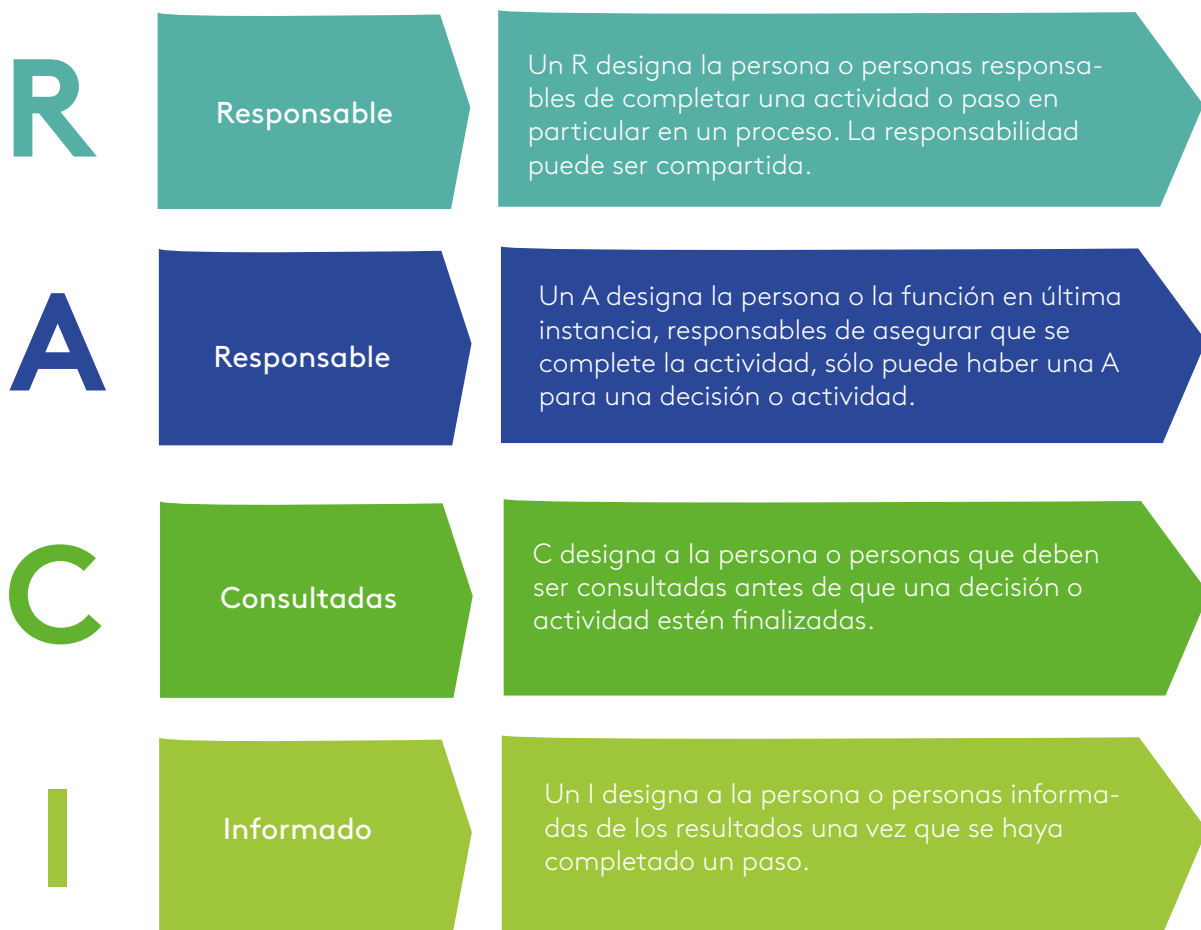 R
Responsable
Un R designa la persona o personas responsa-
bles de completar una actividad o paso en
particular en un proceso. La responsabilidad
puede ser compartida.
A
Responsable
Un A designa la persona o la función en última
instancia, responsables de asegurar que se
complete la actividad, sólo puede haber una A
para una decisión o actividad.
C
Consultadas
C designa a la persona o personas que deben
ser consultadas antes de que una decisión o
actividad estén finalizadas.
I
Informado
Un I designa a la persona o personas informa-
das de los resultados una vez que se haya
completado un paso.